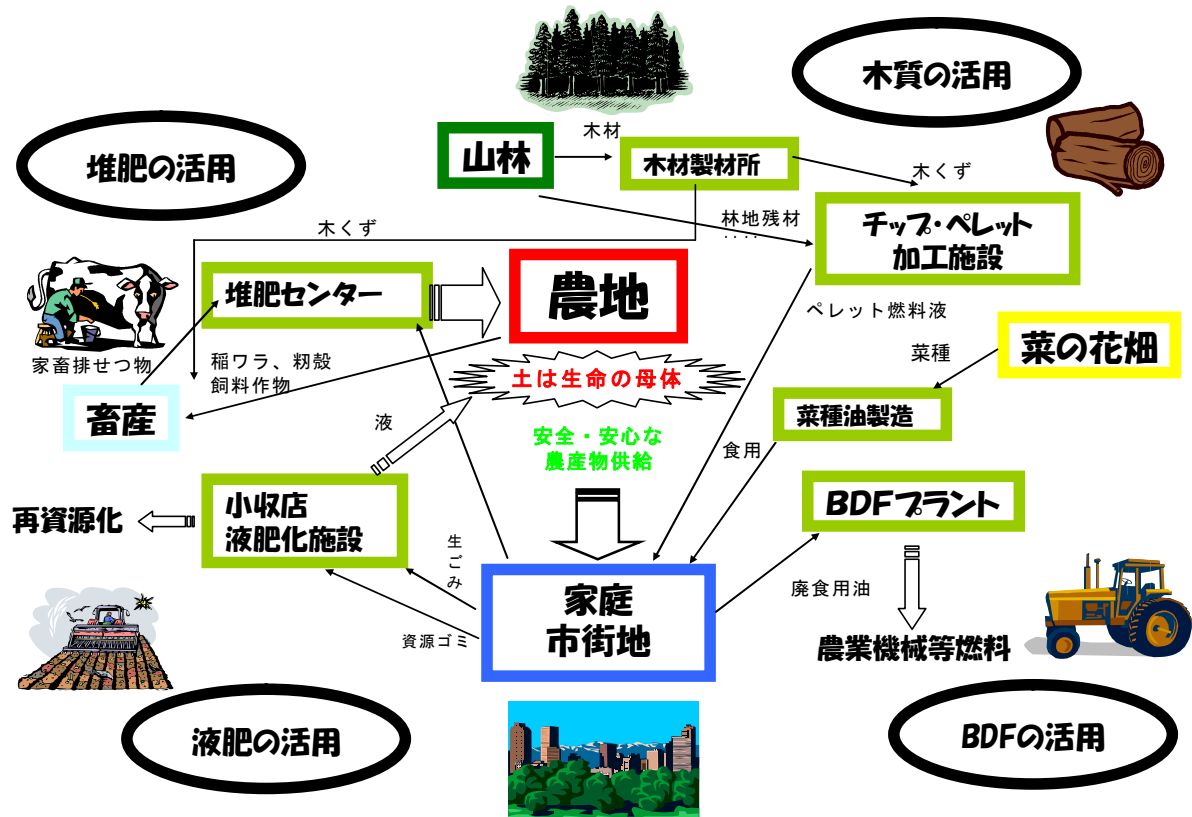 木質の活用
堆肥の活用
山林
木材
木材製材所
木くず
チップ・ペレット
加工施設
林地残材
‥‥
木くず
堆肥センター
農地
ペレット燃料液
菜の花畑
菜種
家畜排せつ物
稲ワラ、籾殻
飼料作物
土は生命の母体
畜産
液
菜種油製造
安全・安心な
農産物供給
食用
小収店
液肥化施設
再資源化
BDFプラント
生ごみ
家庭
市街地
廃食用油
資源ゴミ
農業機械等燃料
液肥の活用
BDFの活用